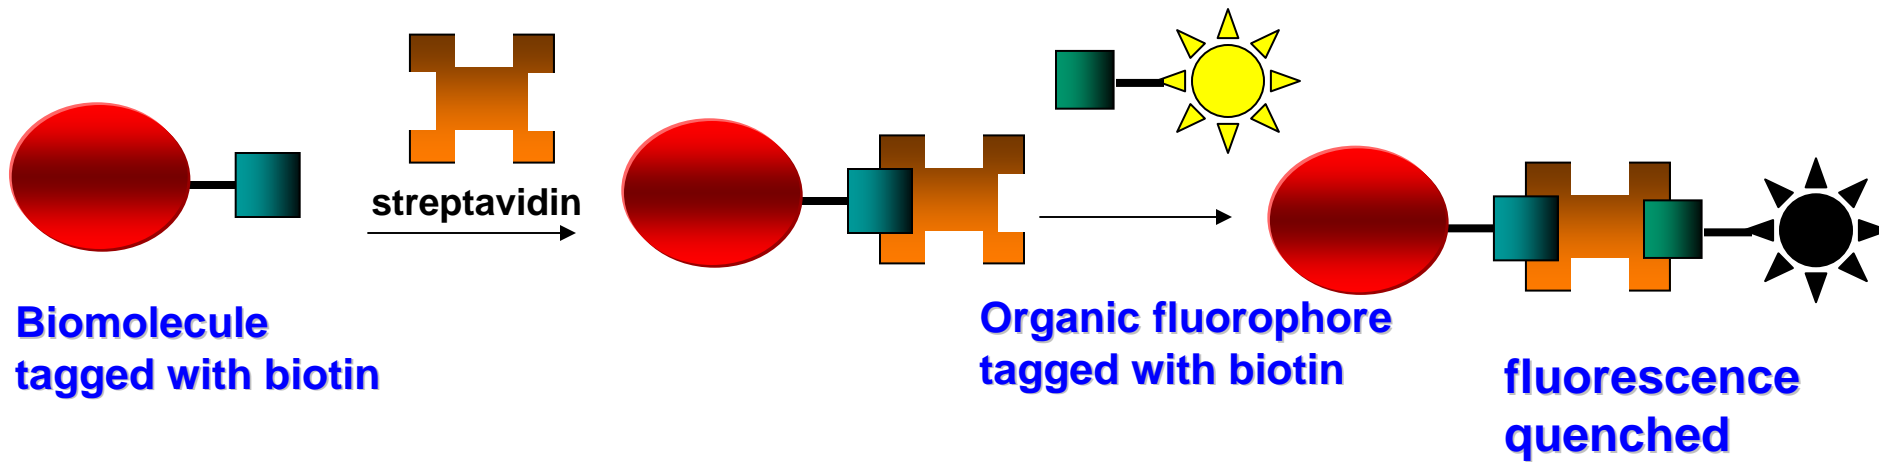 streptavidin
Biomolecule
tagged with biotin
Organic fluorophore
tagged with biotin
fluorescence
quenched